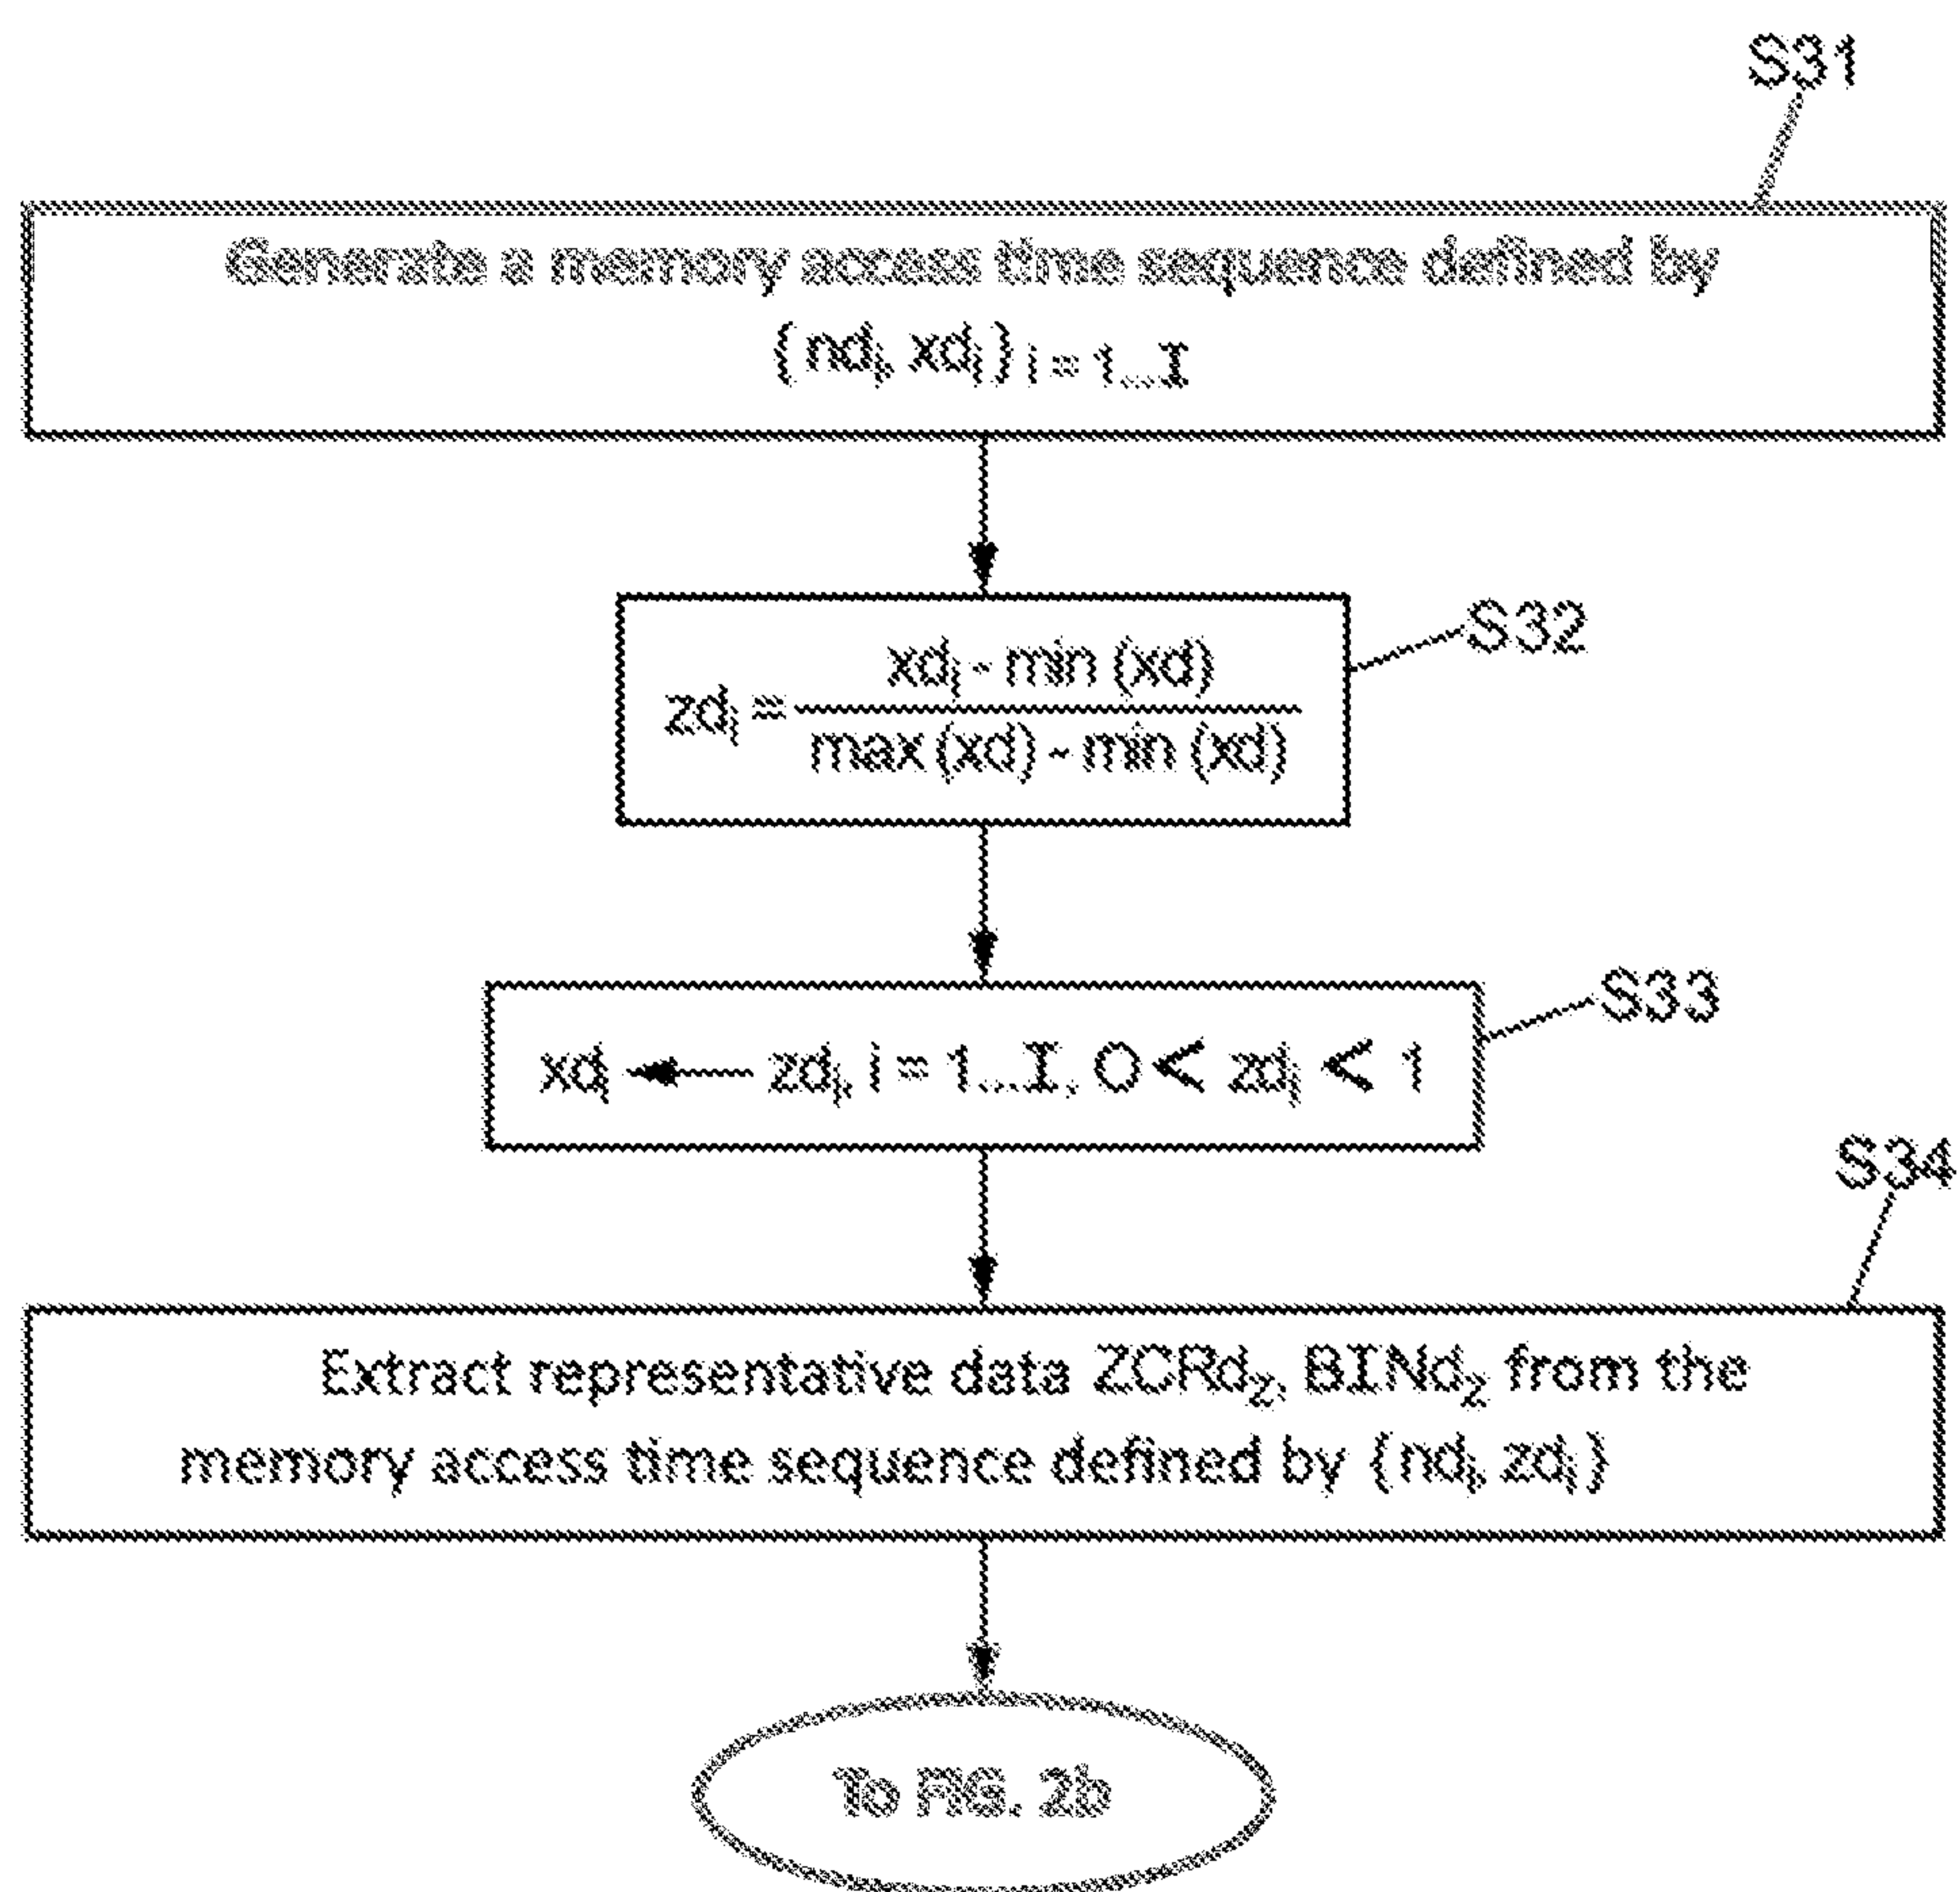 S31
Generate a memory access time sequence defined by
{ndᵢ, xdᵢ} i = 1...I
S32
zdᵢ = xdᵢ - min (xd)
max (xd) - min (xd)
S33
xdᵢ ← zdᵢ, i = 1...I, 0 < zdᵢ < 1
S34
Extract representative data ZCRd₂, BINd₂ from the
memory access time sequence defined by {ndᵢ, zdᵢ}
To FIG. 2b